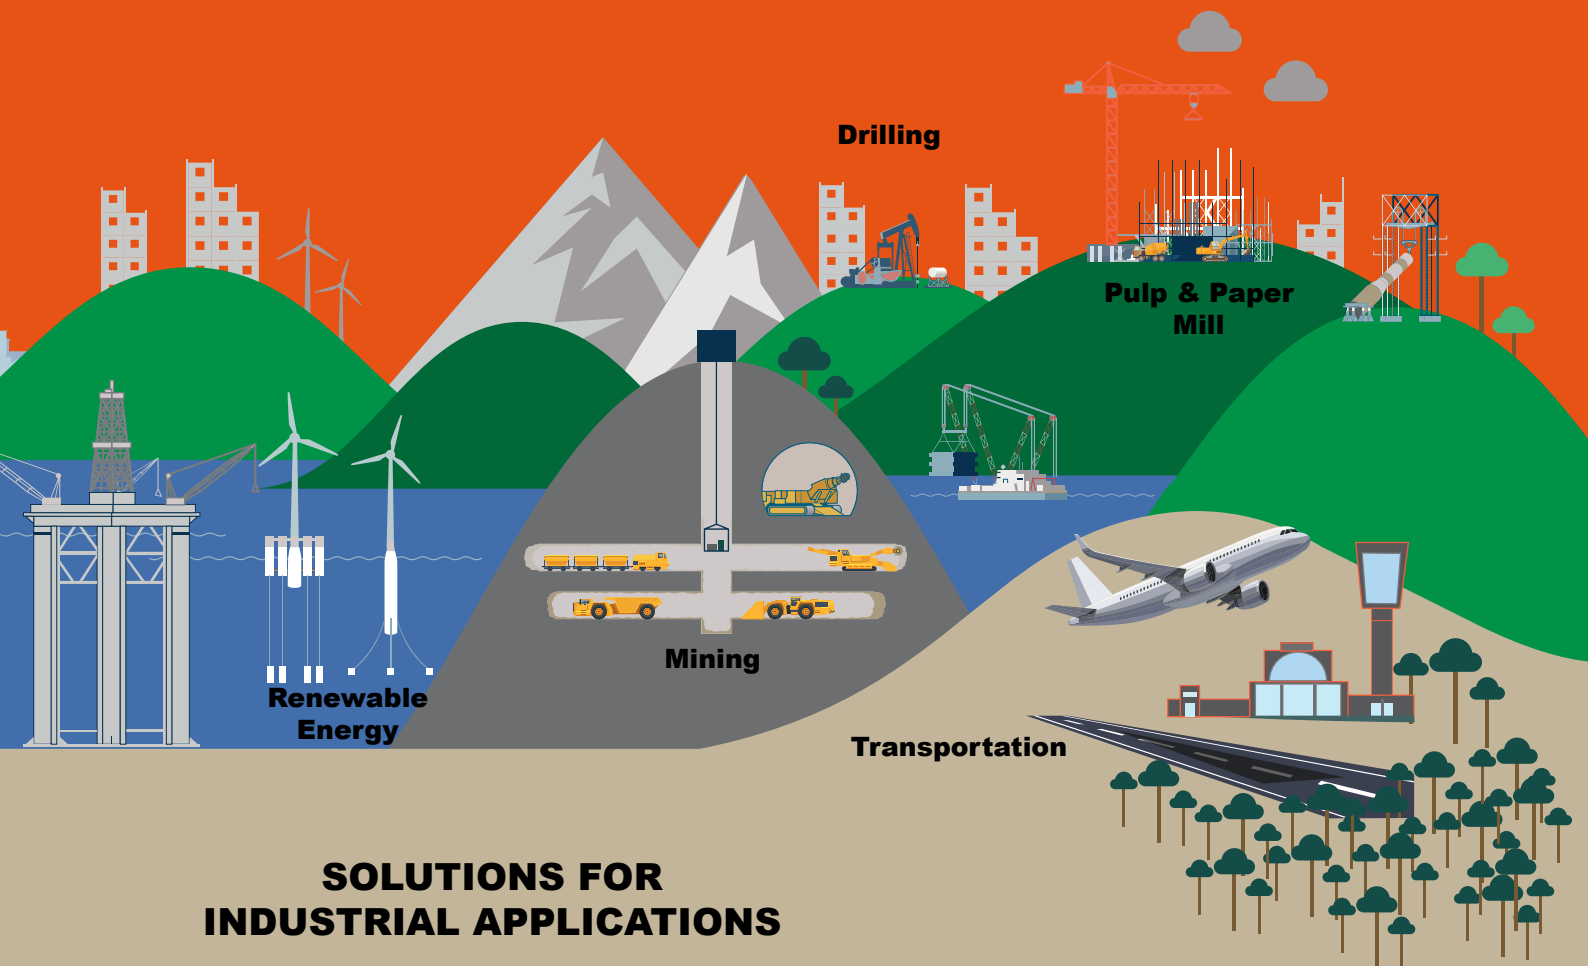 Drilling
Pulp & Paper
Mill
Mining
Renewable
Energy
Transportation
SOLUTIONS FOR
INDUSTRIAL APPLICATIONS